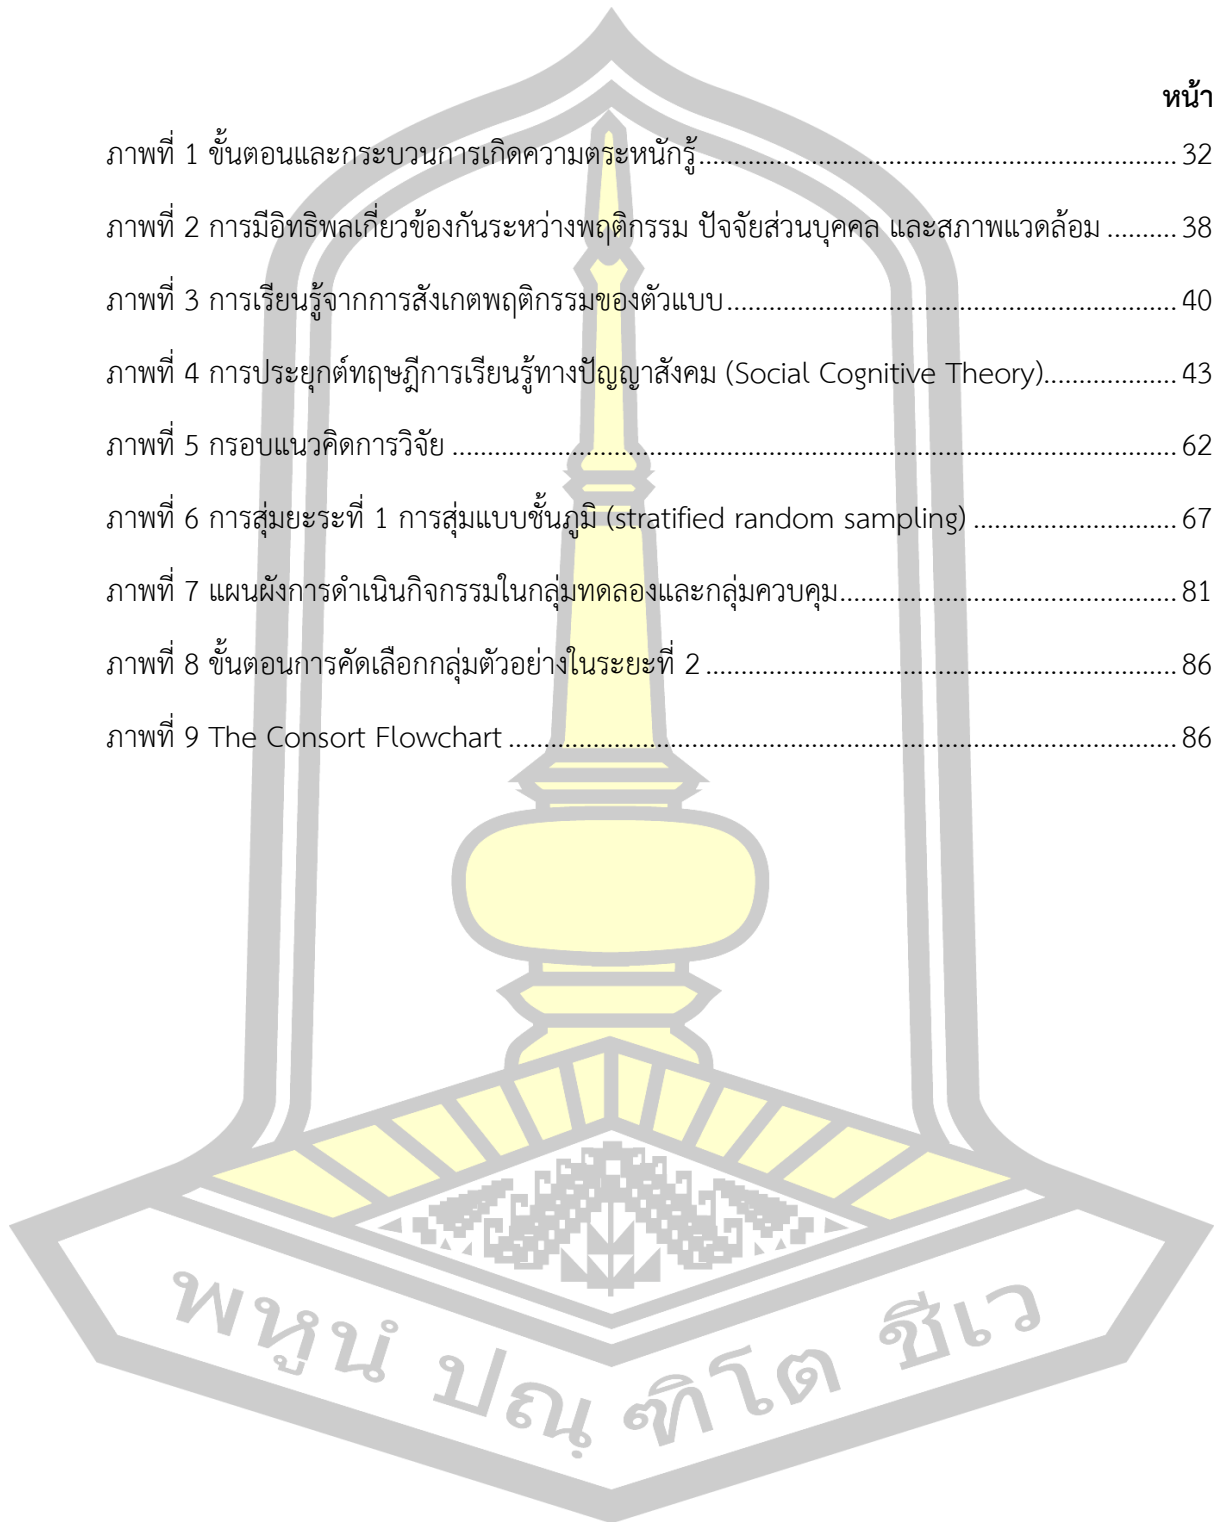 หน้า
ภาพที่ 1 ขั้นตอนและกระบวนการเกิดความตระหนักรู้.......................................................... 32
ภาพที่ 2 การมีอิทธิพลเกี่ยวข้องกันระหว่างพฤติกรรม ปัจจัยส่วนบุคคล และสภาพแวดล้อม .......... 38
ภาพที่ 3 การเรียนรู้จากการสังเกตพฤติกรรมของตัวแบบ....................................................... 40
ภาพที่ 4 การประยุกต์ทฤษฎีการเรียนรู้ทางปัญญาสังคม (Social Cognitive Theory)................... 43
ภาพที่ 5 กรอบแนวคิดการวิจัย ........................................................................................ 62
ภาพที่ 6 การสุ่มยะระที่ 1 การสุ่มแบบชั้นภูมิ (stratified random sampling) ......................... 67
ภาพที่ 7 แผนผังการดำเนินกิจกรรมในกลุ่มทดลองและกลุ่มควบคุม......................................... 81
ภาพที่ 8 ขั้นตอนการคัดเลือกกลุ่มตัวอย่างในระยะที่ 2 ......................................................... 86
ภาพที่ 9 The Consort Flowchart ................................................................................. 86
พหูนํ ปณฺ ฑิโต ชีเว